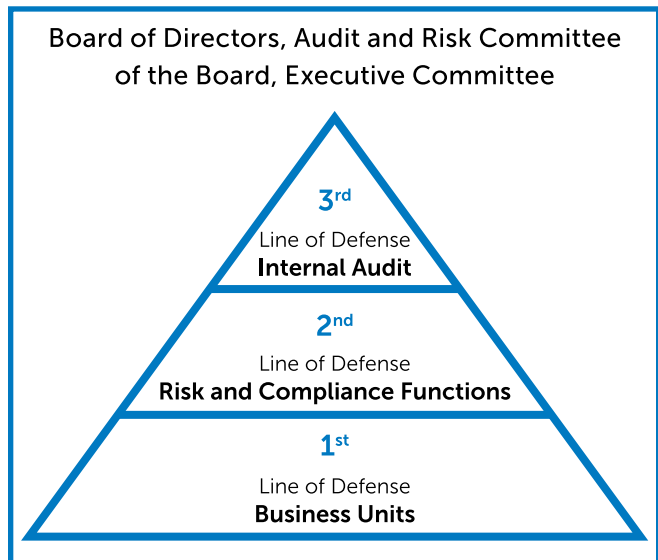 Board of Directors, Audit and Risk Committee
of the Board, Executive Committee
3rd
Line of Defense
Internal Audit
2nd
Line of Defense
Risk and Compliance Functions
1st
Line of Defense
Business Units